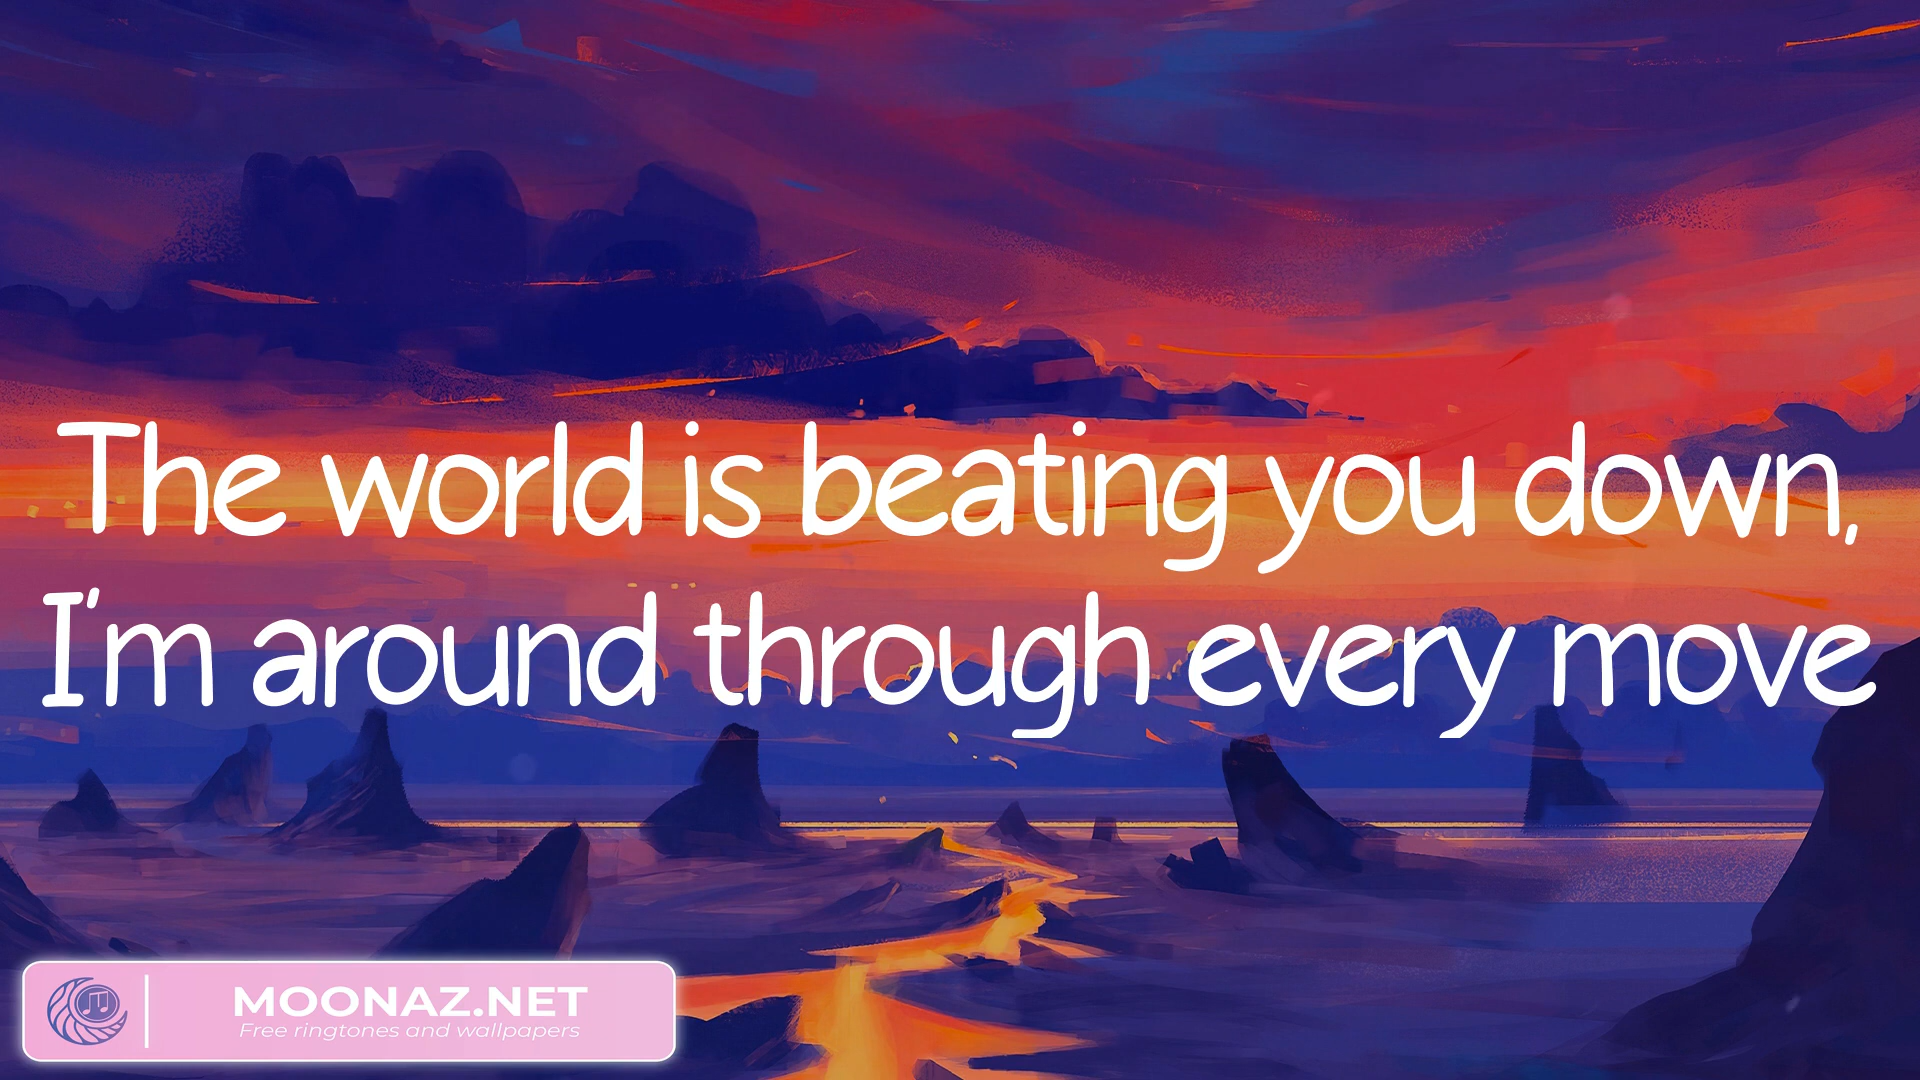 The world is beating you down,
I'm around through every move
MOONAZ.NET
Free ringtones and wallpapers